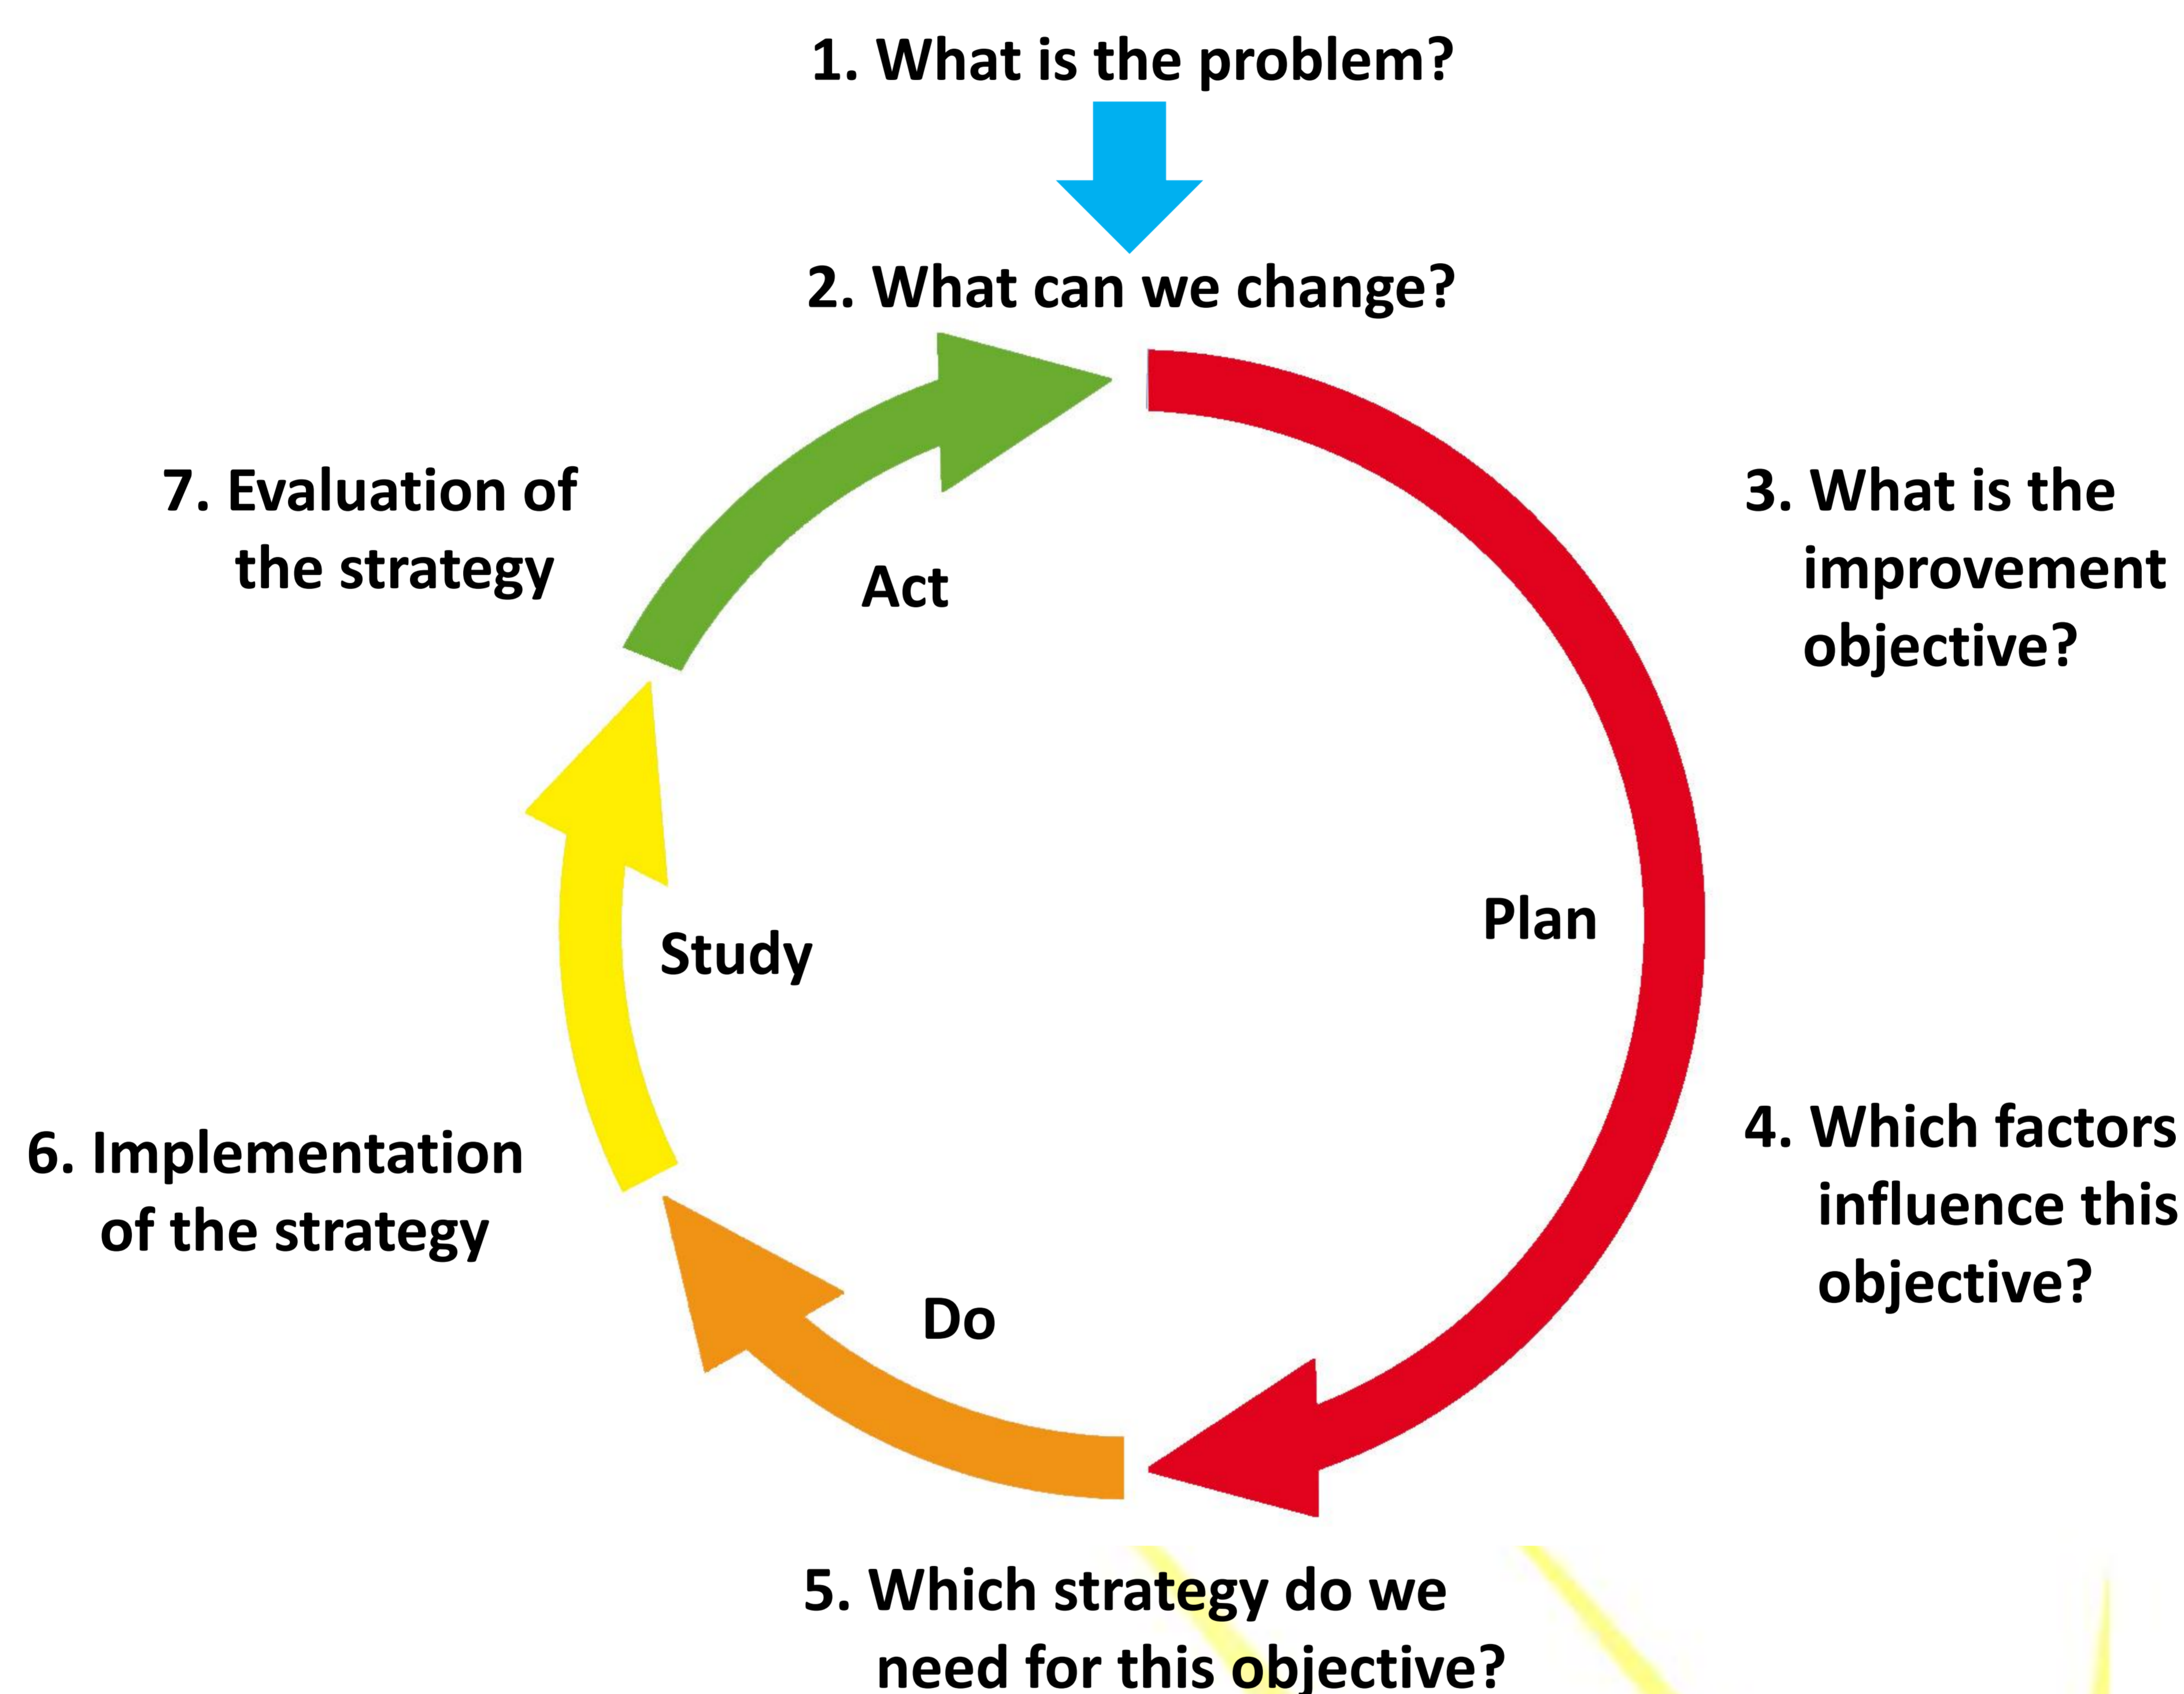 1. What is the problem?
2. What can we change?
3. What is the
improvement
objective?
Plan
4. Which factors
influence this
objective?
5. Which strategy do we
need for this objective?
Do
6. Implementation
of the strategy
Study
7. Evaluation of
the strategy
Act